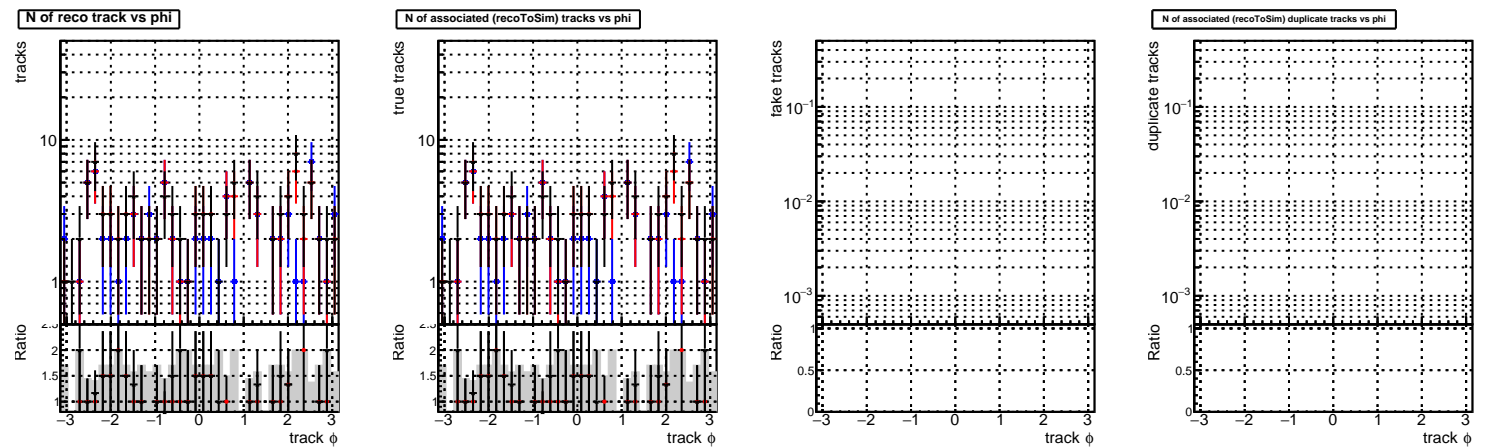 N of reco track vs phi
tracks
10
1
Ratio
2.5
2
1.5
1
−3 −2 −1 0 1 2 3
track ϕ
N of associated (recoToSim) tracks vs phi
true tracks
10
1
Ratio
2.5
2
1.5
1
−3 −2 −1 0 1 2 3
track ϕ
fake tracks
10−1
10−2
10−3
Ratio
1
0.5
0
−3 −2 −1 0 1 2 3
track ϕ
N of associated (recoToSim) duplicate tracks vs phi
duplicate tracks
10−1
10−2
10−3
Ratio
1
0.5
0
−3 −2 −1 0 1 2 3
track ϕ